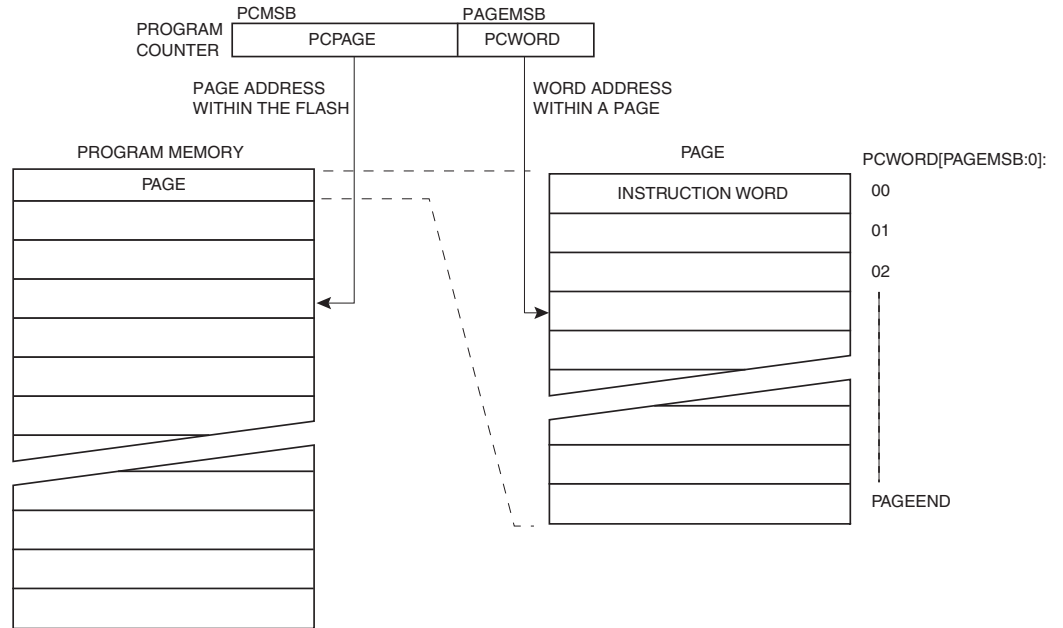 PCMSB
PAGEMSB
PROGRAM
COUNTER
PCPAGE
PCWORD
PAGE ADDRESS
WITHIN THE FLASH
WORD ADDRESS
WITHIN A PAGE
PROGRAM MEMORY
PAGE
PAGE
PCWORD[PAGEMSB:0]:
INSTRUCTION WORD
00
01
02
PAGEEND